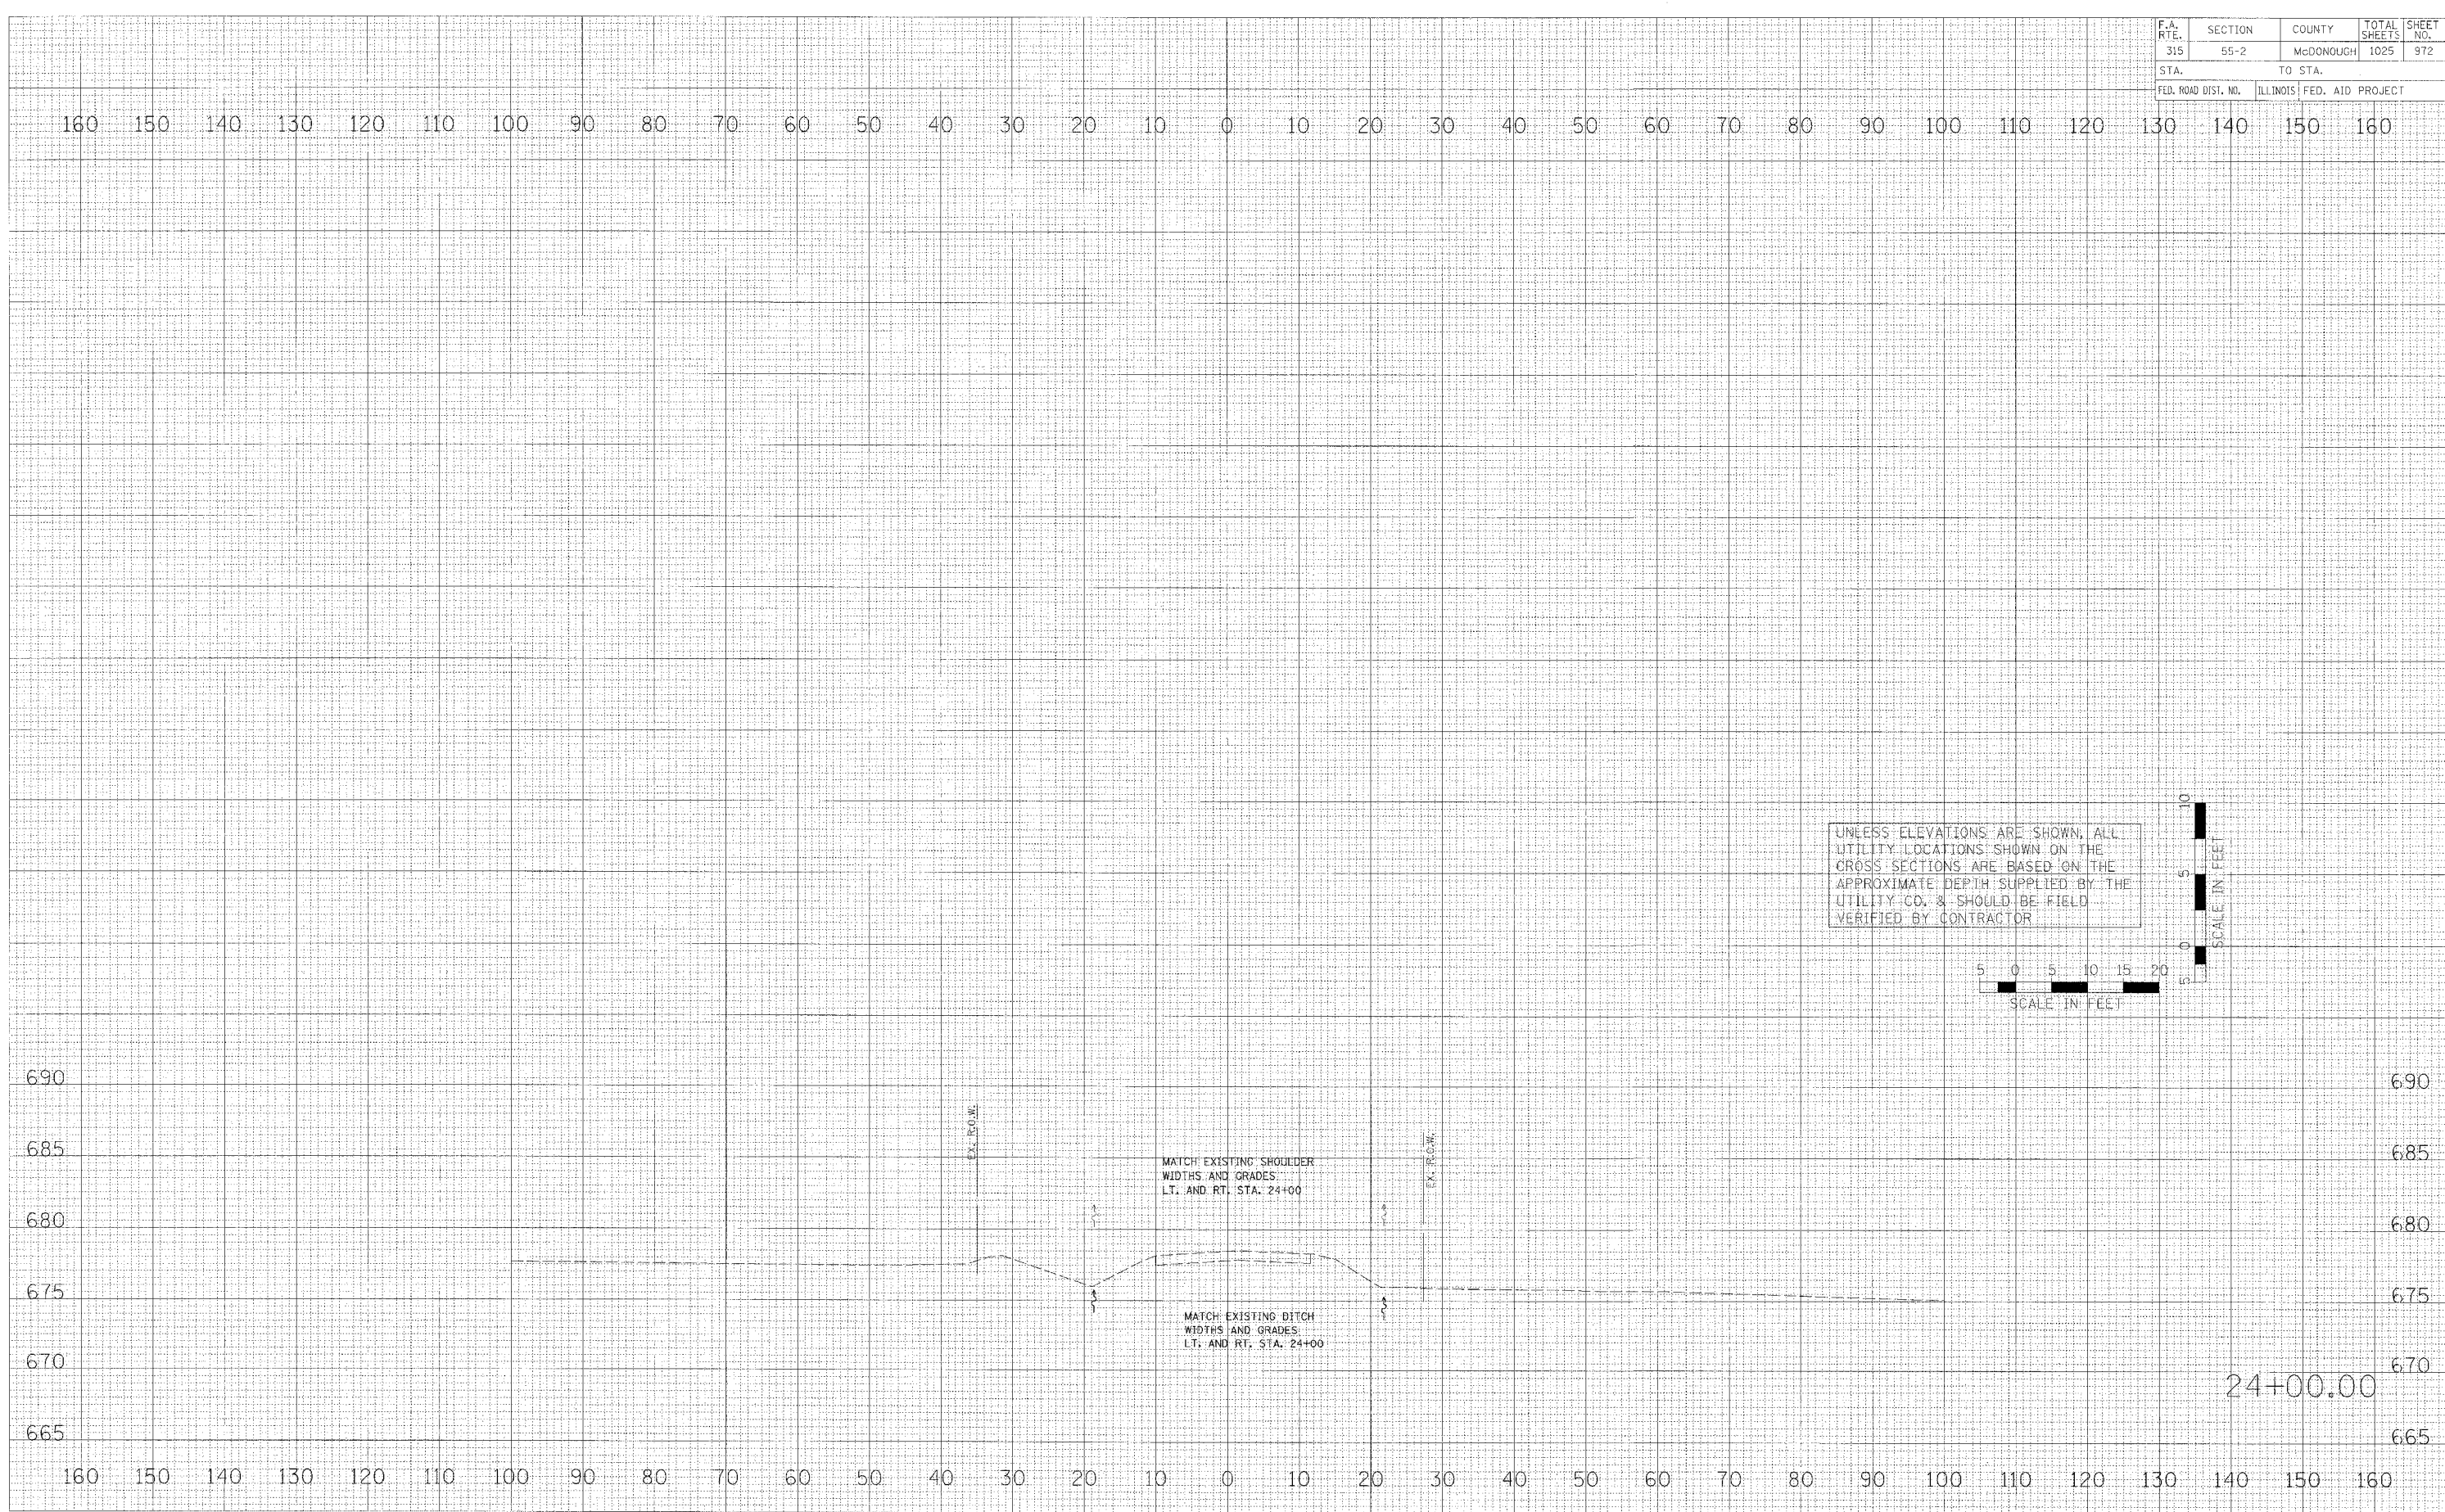 F.A. RTE. SECTION COUNTY TOTAL SHEETS SHEET NO.
315 55-2 McDONOUGH 1025 972
STA. TO STA.
FED. ROAD DIST. NO. ILLINOIS FED. AID PROJECT
160 150 140 130 120 110 100 90 80 70 60 50 40 30 20 10 0 10 20 30 40 50 60 70 80 90 100 110 120 130 140 150 160
UNLESS ELEVATIONS ARE SHOWN, ALL
UTILITY LOCATIONS SHOWN ON THE
CROSS SECTIONS ARE BASED ON THE
APPROXIMATE DEPTH SUPPLIED BY THE
UTILITY CO. & SHOULD BE FIELD
VERIFIED BY CONTRACTOR
10 5 0 5
SCALE IN FEET
5 0 5 10 15 20
SCALE IN FEET
690 690
EX. R.O.W.
EX. R.O.W.
685 685
MATCH EXISTING SHOULDER
WIDTHS AND GRADES
LT. AND RT. STA. 24+00
680 680
675 675
MATCH EXISTING DITCH
WIDTHS AND GRADES
LT. AND RT. STA. 24+00
670 670
24+00.00
665 665
160 150 140 130 120 110 100 90 80 70 60 50 40 30 20 10 0 10 20 30 40 50 60 70 80 90 100 110 120 130 140 150 160